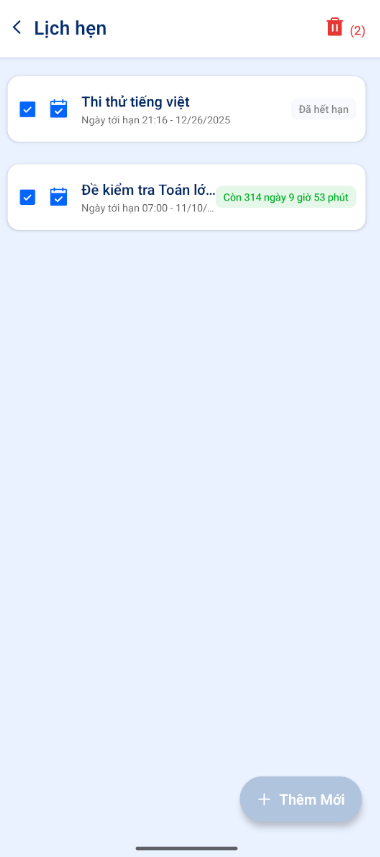 Lịch hẹn
(2)
Thi thử tiếng việt
Ngày tới hạn 21:16 - 12/26/2025
Đã hết hạn
Đề kiểm tra Toán lớ...
Ngày tới hạn 07:00 - 11/10/...
Còn 314 ngày 9 giờ 53 phút
Thêm Mới